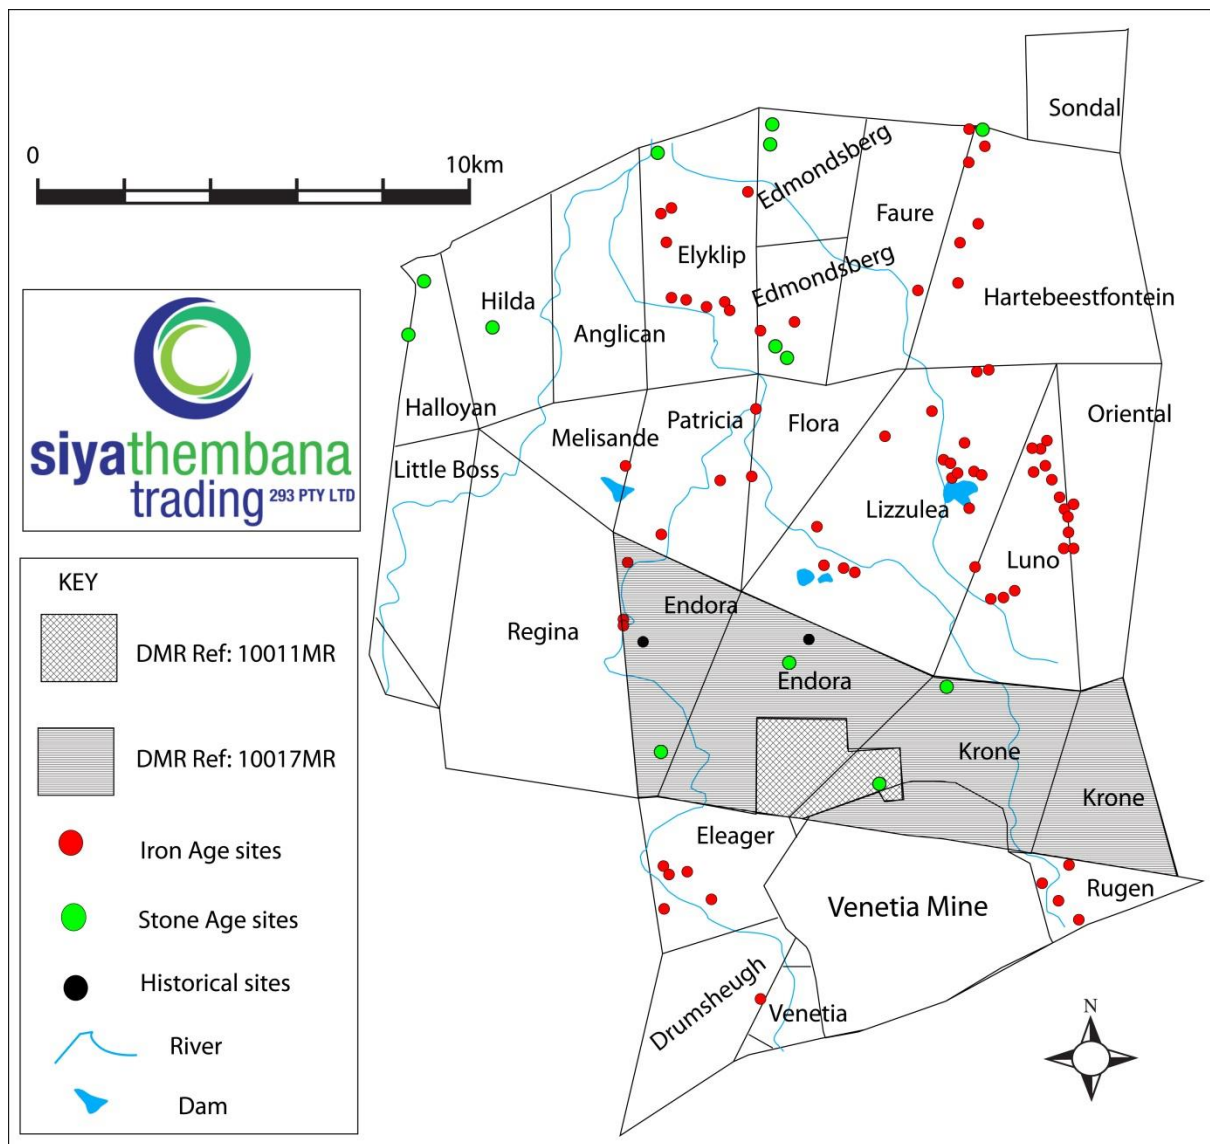 Sondal
0
10km
Edmondsberg
Faure
Elyklip
Edmondsberg
Hilda
Hartebeestfontein
Anglican
Halloyan
Patricia
Flora
Oriental
Melisande
Little Boss
Lizzulea
Luno
siyathembana
trading 293 PTY LTD
KEY
DMR Ref: 10011MR
DMR Ref: 10017MR
Iron Age sites
Stone Age sites
Historical sites
River
Dam
Endora
Regina
Endora
Krone
Krone
Eleager
Rugen
Venetia Mine
Drumsheugh
Venetia
N